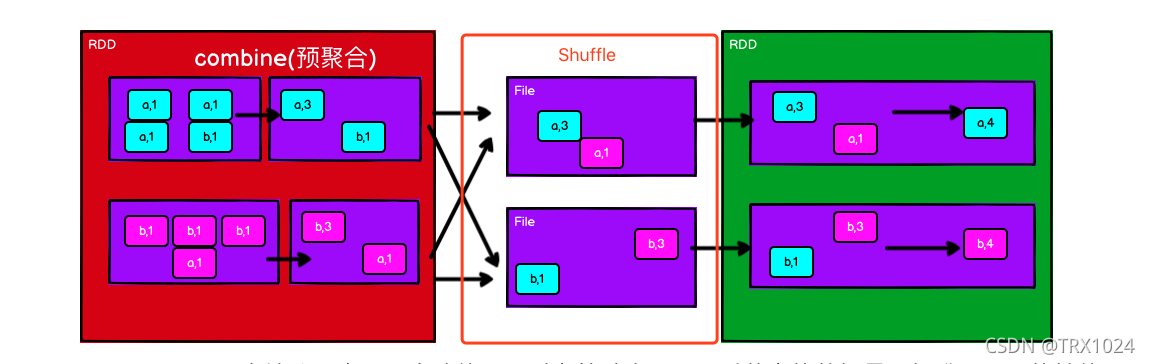 RDD
combine(预聚合)
a,1
a,1
a,1
b,1
a,3
b,1
b,1
b,1
b,1
a,1
b,3
a,1
Shuffle
File
a,3
a,1
File
b,3
b,1
RDD
a,3
a,1
a,4
b,3
b,1
b,4
CSDN @TRX1024